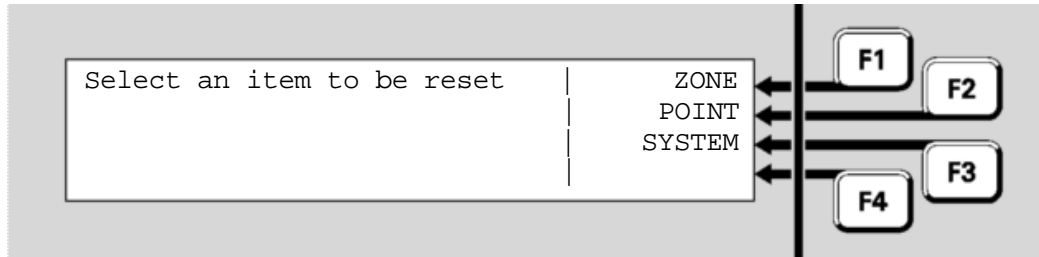 Select an item to be reset | ZONE
| POINT
| SYSTEM
|
F1
F2
F3
F4